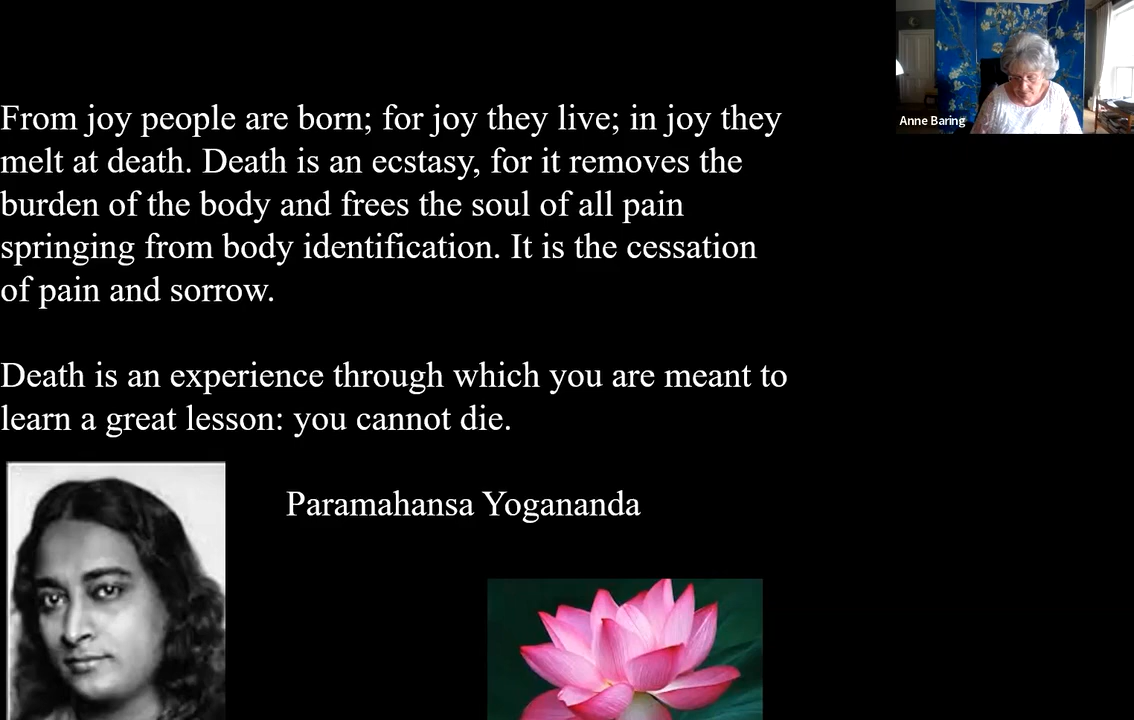 From joy people are born; for joy they live; in joy they
melt at death. Death is an ecstasy, for it removes the
burden of the body and frees the soul of all pain
springing from body identification. It is the cessation
of pain and sorrow.
Death is an experience through which you are meant to
learn a great lesson: you cannot die.
Paramahansa Yogananda
Anne Baring